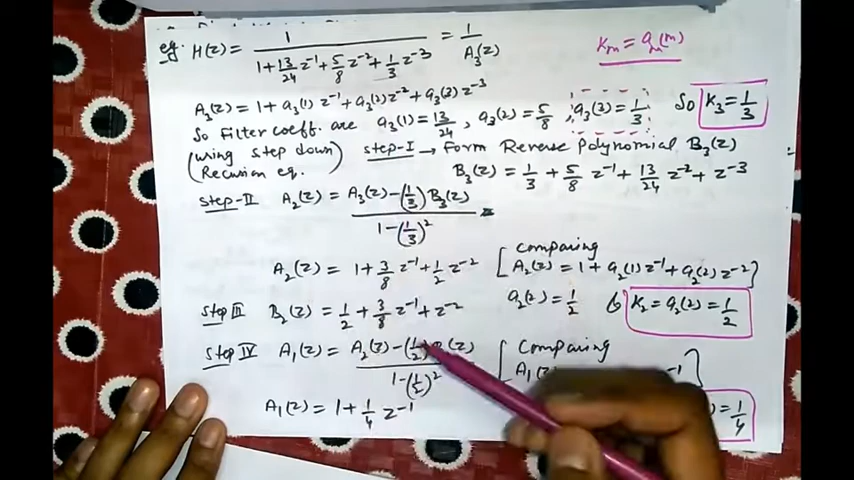 eg. H(z) = 1 / (1 + 13/24 z⁻¹ + 5/8 z⁻² + 1/3 z⁻³) = 1 / A₃(z)
Kₘ = aₘ(m)
A₃(z) = 1 + a₃(1) z⁻¹ + a₃(2) z⁻² + a₃(3) z⁻³
So filter coeff. are a₃(1) = 13/24, a₃(2) = 5/8, a₃(3) = 1/3 So K₃ = 1/3
(using step down Recursion eq.) step-I → Form Reverse Polynomial B₃(z)
B₃(z) = 1/3 + 5/8 z⁻¹ + 13/24 z⁻² + z⁻³
step-II A₂(z) = (A₃(z) - (1/3) B₃(z)) / (1 - (1/3)²)
A₂(z) = 1 + 3/8 z⁻¹ + 1/2 z⁻² [comparing A₂(z) = 1 + a₂(1) z⁻¹ + a₂(2) z⁻²]
a₂(2) = 1/2 K₂ = a₂(2) = 1/2
Step III B₂(z) = 1/2 + 3/8 z⁻¹ + z⁻²
Step IV A₁(z) = (A₂(z) - (1/2) (z)) / (1 - (1/2)²) [comparing
A₁ -1]
A₁(z) = 1 + 1/4 z⁻¹ = 1/4